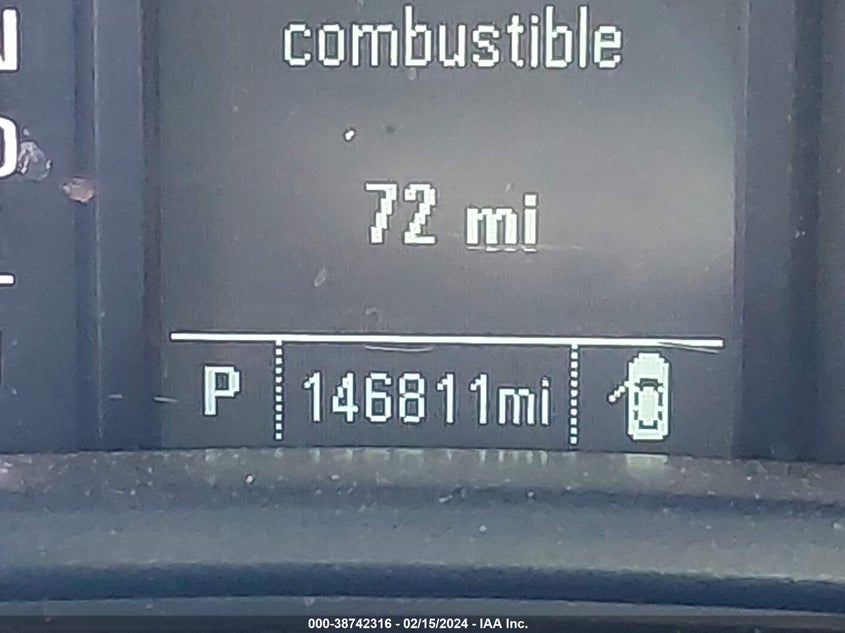 combustible
72 mi
P 146811mi
000-38742316 - 02/15/2024 - IAA Inc.